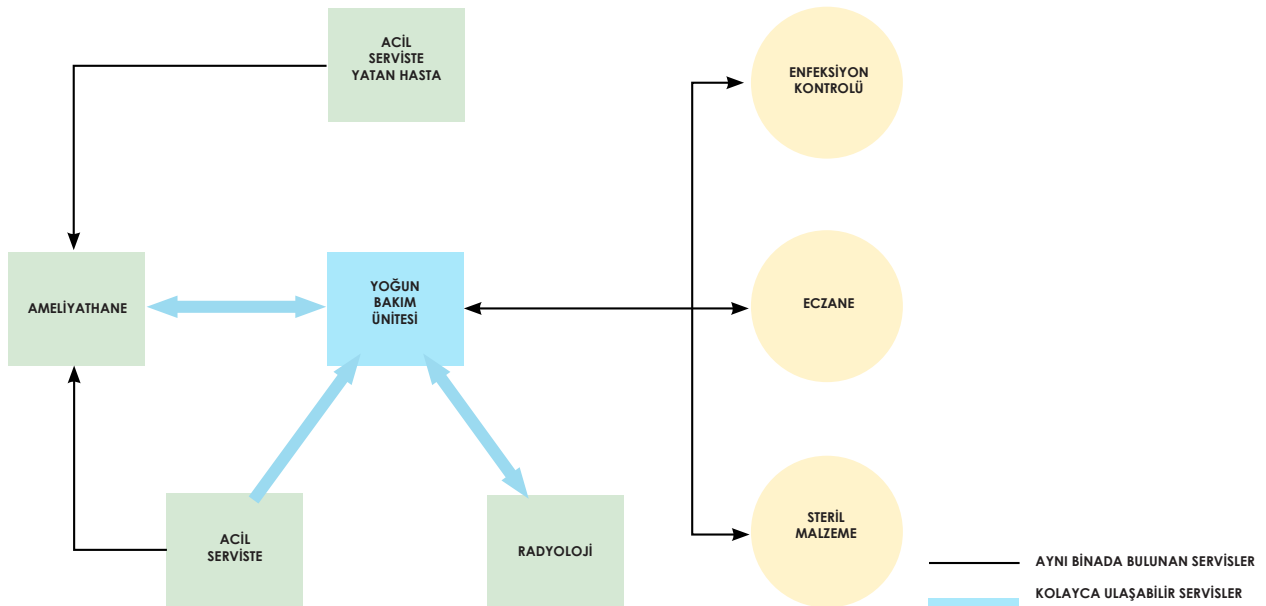 ACİL
SERVİSTE
YATAN HASTA
ENFEKSİYON
KONTROLÜ
AMELİYATHANE
YOĞUN
BAKIM
ÜNİTESİ
ECZANE
ACİL
SERVİSTE
RADYOLOJİ
STERİL
MALZEME
AYNI BİNADA BULUNAN SERVİSLER
KOLAYCA ULAŞABİLİR SERVİSLER